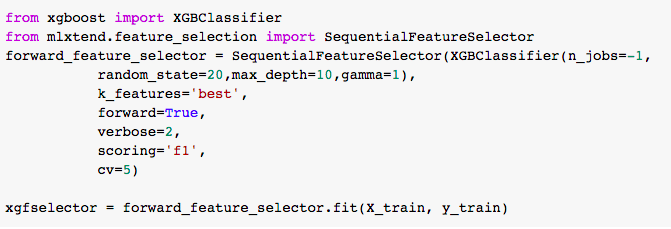 from xgboost import XGBClassifier
from mlxtend.feature_selection import SequentialFeatureSelector
forward_feature_selector = SequentialFeatureSelector(XGBClassifier(n_jobs=-1,
random_state=20,max_depth=10,gamma=1),
k_features='best',
forward=True,
verbose=2,
scoring='f1',
cv=5)
xgfselector = forward_feature_selector.fit(X_train, y_train)